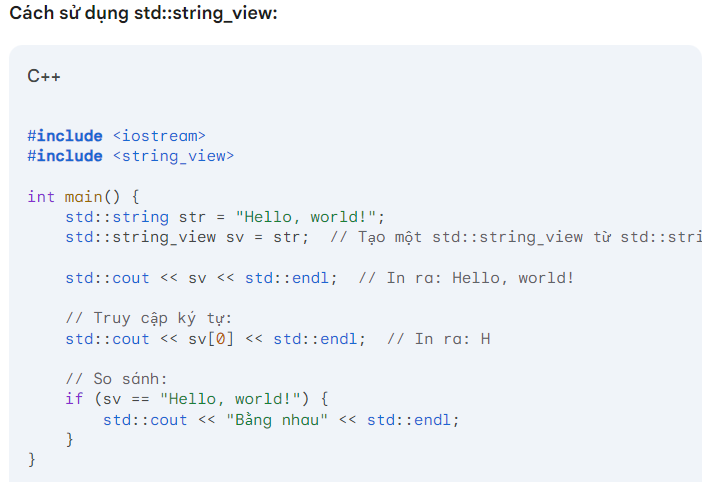 Cách sử dụng std::string_view:
C++
#include <iostream>
#include <string_view>
int main() {
std::string str = "Hello, world!";
std::string_view sv = str; // Tạo một std::string_view từ std::stri
std::cout << sv << std::endl; // In ra: Hello, world!
// Truy cập ký tự:
std::cout << sv[0] << std::endl; // In ra: H
// So sánh:
if (sv == "Hello, world!") {
std::cout << "Bằng nhau" << std::endl;
}
}